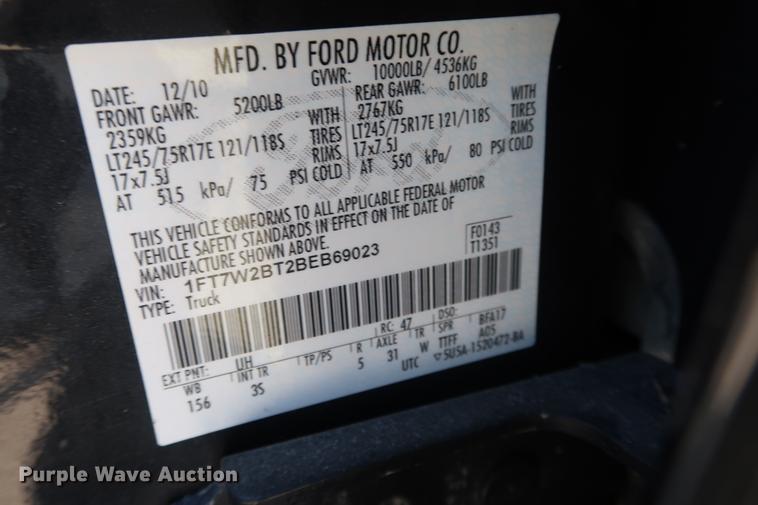 MFD. BY FORD MOTOR CO.
DATE: 12/10 GVWR: 10000LB/ 4536KG
FRONT GAWR: 5200LB REAR GAWR: 6100LB
2359KG WITH 2767KG WITH
LT245/75R17E 121/118S TIRES LT245/75R17E 121/118S TIRES
17x7.5J RIMS 17x7.5J RIMS
AT 515 kPa/ 75 PSI COLD AT 550 kPa/ 80 PSI COLD
THIS VEHICLE CONFORMS TO ALL APPLICABLE FEDERAL MOTOR
VEHICLE SAFETY STANDARDS IN EFFECT ON THE DATE OF
MANUFACTURE SHOWN ABOVE.
F0143
T1351
VIN: 1FT7W2BT2BEB69023
TYPE: Truck
EXT PNT: UH RC: 47 DSO:
WB INT TR TP/PS R AXLE TR SPR BFA17
156 3S 5 31 W TTFF A05
UTC 5U5A-1520472-BA
Purple Wave Auction